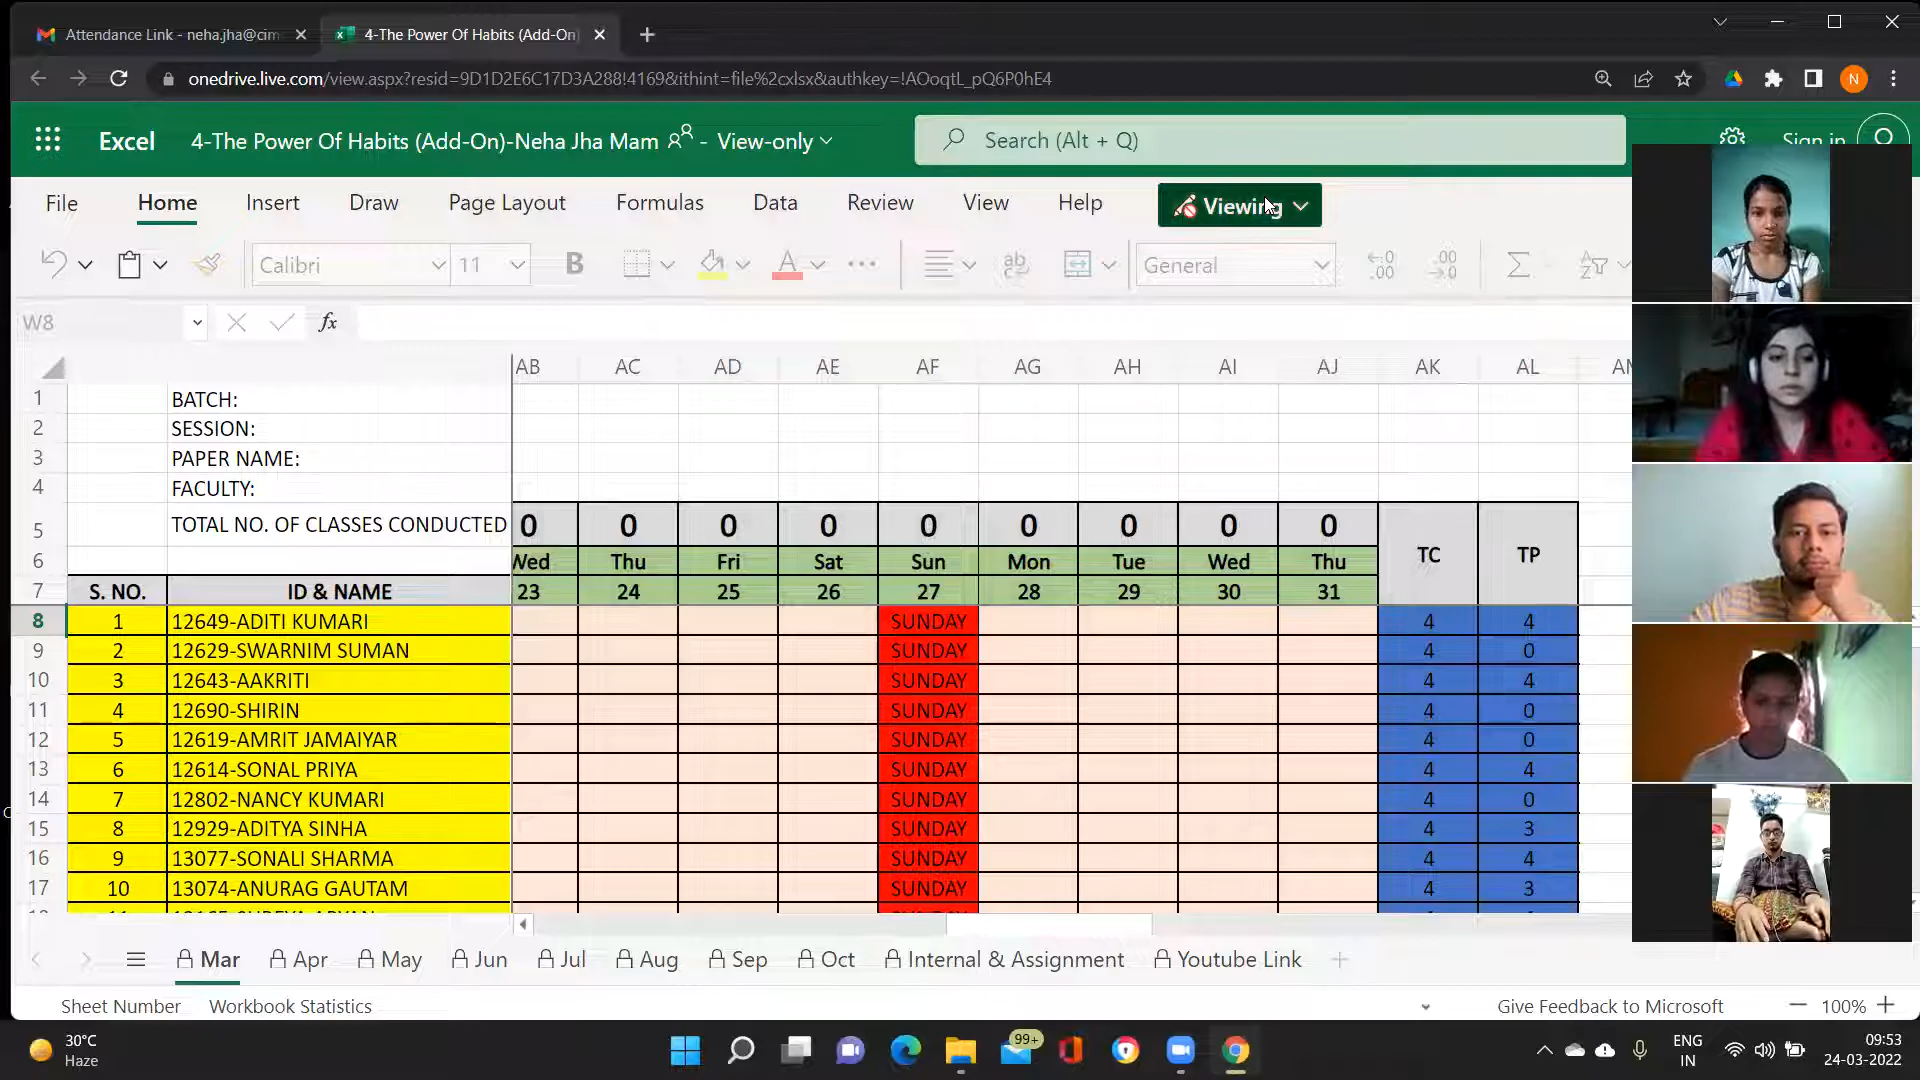 Attendance Link - neha.jha@cim
4-The Power Of Habits (Add-On)
onedrive.live.com/view.aspx?resid=9D1D2E6C17D3A288!4169&ithint=file%2cxlsx&authkey=!AOoqtL_pQ6P0hE4
N
Excel 4-The Power Of Habits (Add-On)-Neha Jha Mam - View-only
Search (Alt + Q)
Sign in
File Home Insert Draw Page Layout Formulas Data Review View Help Viewing
Calibri 11 B A ab c General
W8 fx
AB AC AD AE AF AG AH AI AJ AK AL
1 BATCH:
2 SESSION:
3 PAPER NAME:
4 FACULTY:
5 TOTAL NO. OF CLASSES CONDUCTED 0 0 0 0 0 0 0 0 0 TC TP
6 Wed Thu Fri Sat Sun Mon Tue Wed Thu
7 S. NO. ID & NAME 23 24 25 26 27 28 29 30 31
8 1 12649-ADITI KUMARI SUNDAY 4 4
9 2 12629-SWARNIM SUMAN SUNDAY 4 0
10 3 12643-AAKRITI SUNDAY 4 4
11 4 12690-SHIRIN SUNDAY 4 0
12 5 12619-AMRIT JAMAIYAR SUNDAY 4 0
13 6 12614-SONAL PRIYA SUNDAY 4 4
14 7 12802-NANCY KUMARI SUNDAY 4 0
15 8 12929-ADITYA SINHA SUNDAY 4 3
16 9 13077-SONALI SHARMA SUNDAY 4 4
17 10 13074-ANURAG GAUTAM SUNDAY 4 3
Mar Apr May Jun Jul Aug Sep Oct Internal & Assignment Youtube Link
Sheet Number Workbook Statistics Give Feedback to Microsoft 100%
30°C
Haze
99+
ENG
IN
09:53
24-03-2022